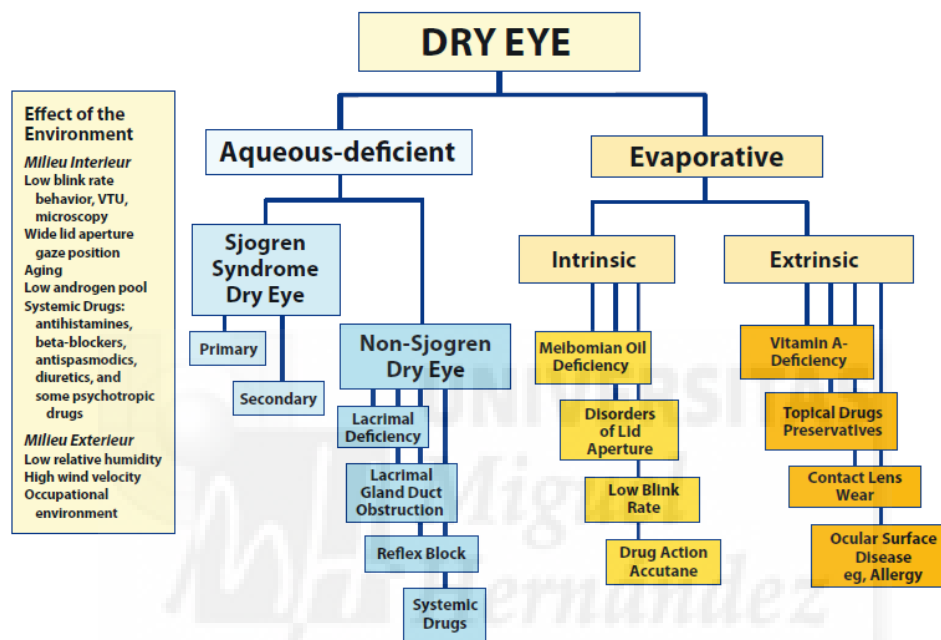 DRY EYE
Effect of the
Environment
Milieu Interieur
Low blink rate
behavior, VTU,
microscopy
Wide lid aperture
gaze position
Aging
Low androgen pool
Systemic Drugs:
antihistamines,
beta-blockers,
antispasmodics,
diuretics, and
some psychotropic
drugs
Milieu Exterieur
Low relative humidity
High wind velocity
Occupational
environment
Aqueous-deficient
Sjogren
Syndrome
Dry Eye
Primary
Secondary
Non-Sjogren
Dry Eye
Lacrimal
Deficiency
Lacrimal
Gland Duct
Obstruction
Reflex Block
Systemic
Drugs
Evaporative
Intrinsic
Meibomian Oil
Deficiency
Disorders
of Lid
Aperture
Low Blink
Rate
Drug Action
Accutane
Extrinsic
Vitamin A-
Deficiency
Topical Drugs
Preservatives
Contact Lens
Wear
Ocular Surface
Disease
eg, Allergy
UNIVERSITAS
Miguel
Hernández